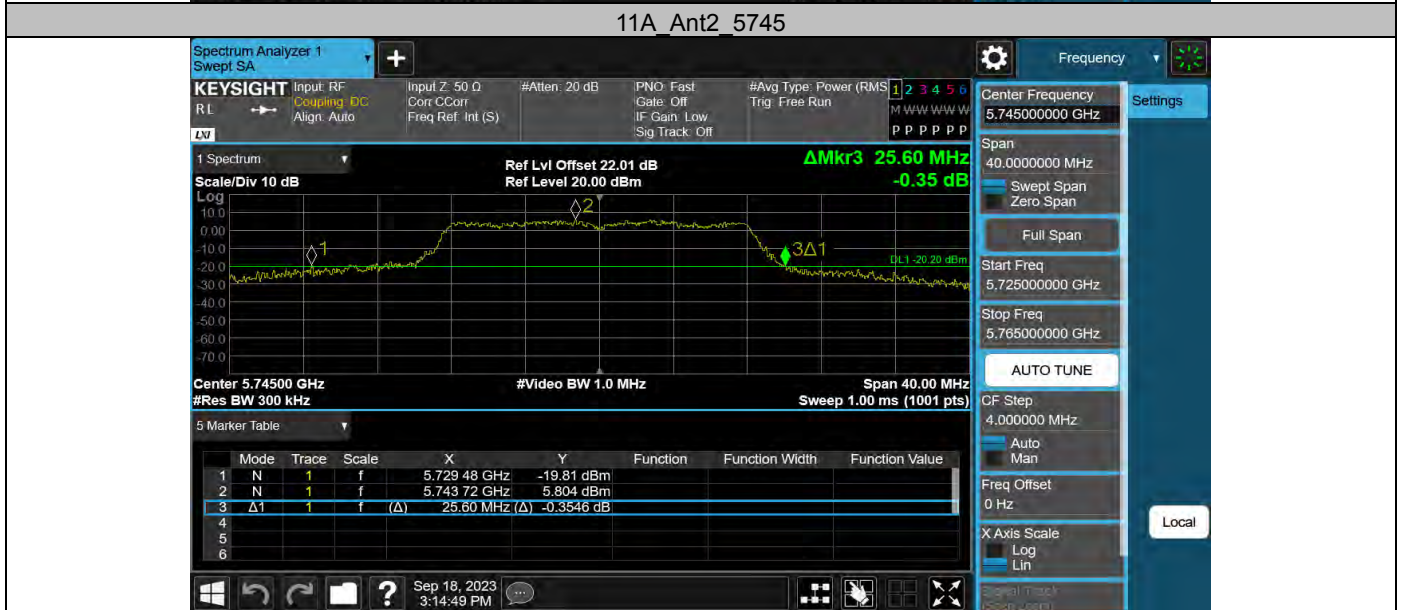 11A_Ant2_5745
Spectrum Analyzer 1
Swept SA
Frequency
KEYSIGHT
RL
LXI
Input: RF
Coupling: DC
Align: Auto
Input Z: 50 Ω
Corr CCorr
Freq Ref: Int (S)
#Atten: 20 dB
PNO: Fast
Gate: Off
IF Gain: Low
Sig Track: Off
#Avg Type: Power (RMS
Trig: Free Run
1 2 3 4 5 6
M W W W W W
P P P P P P
1 Spectrum
Scale/Div 10 dB
Ref Lvl Offset 22.01 dB
Ref Level 20.00 dBm
ΔMkr3 25.60 MHz
-0.35 dB
Log
10.0
0.00
-10.0
-20.0
-30.0
-40.0
-50.0
-60.0
-70.0
1
2
3Δ1
DL1 -20.20 dBm
Center 5.74500 GHz
#Video BW 1.0 MHz
Span 40.00 MHz
#Res BW 300 kHz
Sweep 1.00 ms (1001 pts)
5 Marker Table
Mode Trace Scale X Y Function Function Width Function Value
1 N 1 f 5.729 48 GHz -19.81 dBm
2 N 1 f 5.743 72 GHz 5.804 dBm
3 Δ1 1 f (Δ) 25.60 MHz (Δ) -0.3546 dB
4
5
6
Sep 18, 2023
3:14:49 PM
Center Frequency
5.745000000 GHz
Settings
Span
40.0000000 MHz
Swept Span
Zero Span
Full Span
Start Freq
5.725000000 GHz
Stop Freq
5.765000000 GHz
AUTO TUNE
CF Step
4.000000 MHz
Auto
Man
Freq Offset
0 Hz
X Axis Scale
Log
Lin
Local
Signal Track